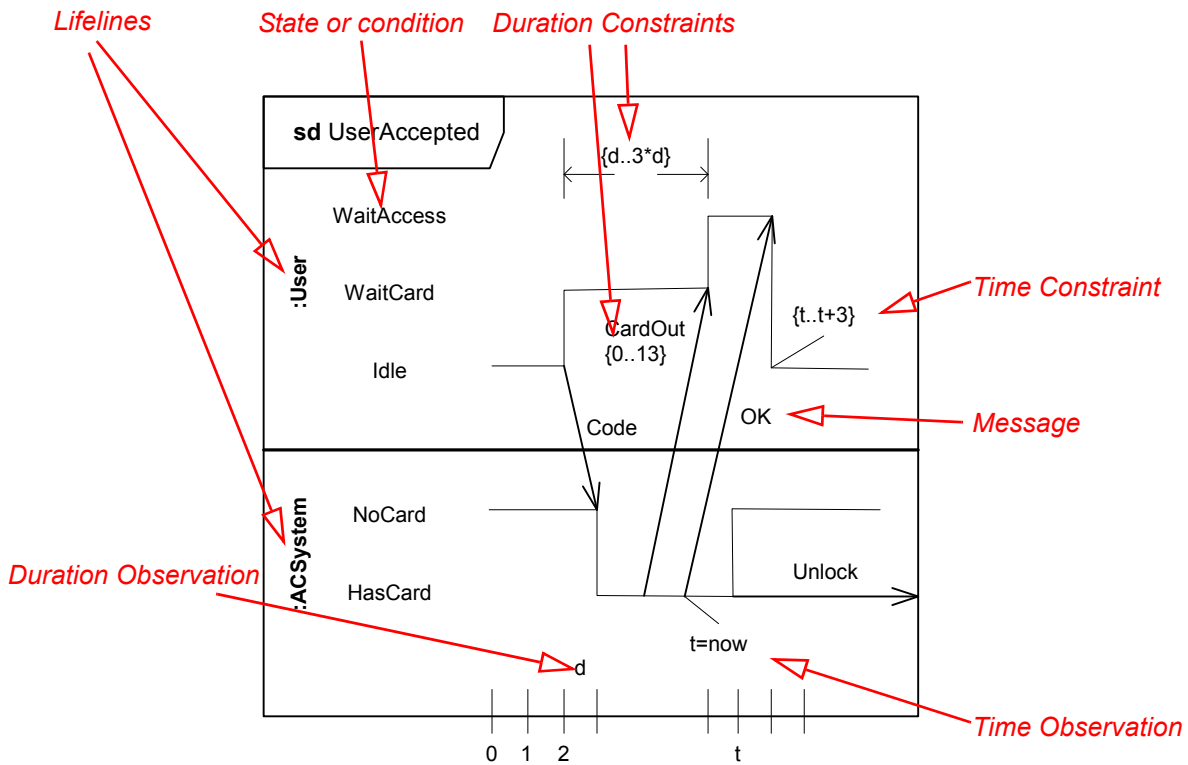 Lifelines
State or condition
Duration Constraints
sd UserAccepted
{d..3*d}
WaitAccess
:User
WaitCard
Time Constraint
{t..t+3}
CardOut
{0..13}
Idle
Code
OK
Message
NoCard
:ACSystem
Duration Observation
HasCard
Unlock
t=now
d
Time Observation
0 1 2 t